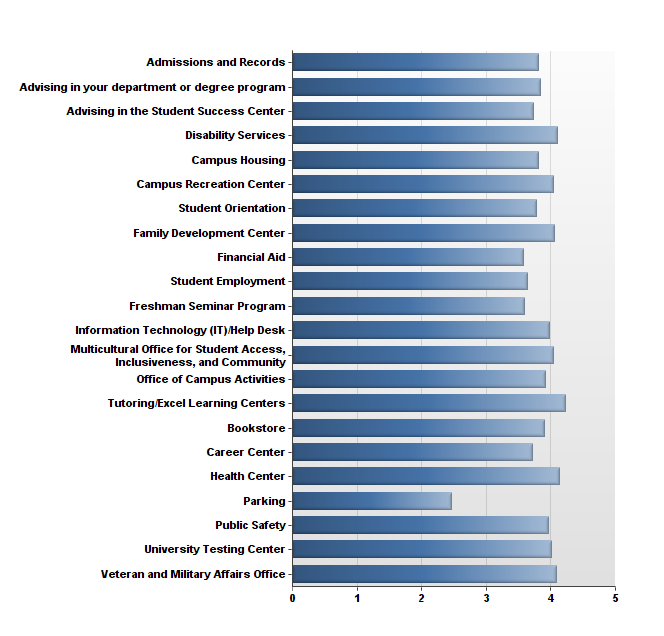 Admissions and Records
Advising in your department or degree program
Advising in the Student Success Center
Disability Services
Campus Housing
Campus Recreation Center
Student Orientation
Family Development Center
Financial Aid
Student Employment
Freshman Seminar Program
Information Technology (IT)/Help Desk
Multicultural Office for Student Access,
Inclusiveness, and Community
Office of Campus Activities
Tutoring/Excel Learning Centers
Bookstore
Career Center
Health Center
Parking
Public Safety
University Testing Center
Veteran and Military Affairs Office
0 1 2 3 4 5